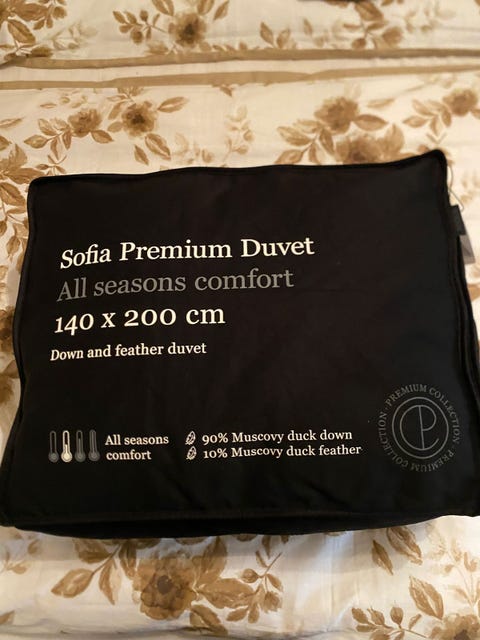 Sofia Premium Duvet
All seasons comfort
140 x 200 cm
Down and feather duvet
All seasons
comfort
90% Muscovy duck down
10% Muscovy duck feather
PREMIUM COLLECTION · PREMIUM COLLECTION ·